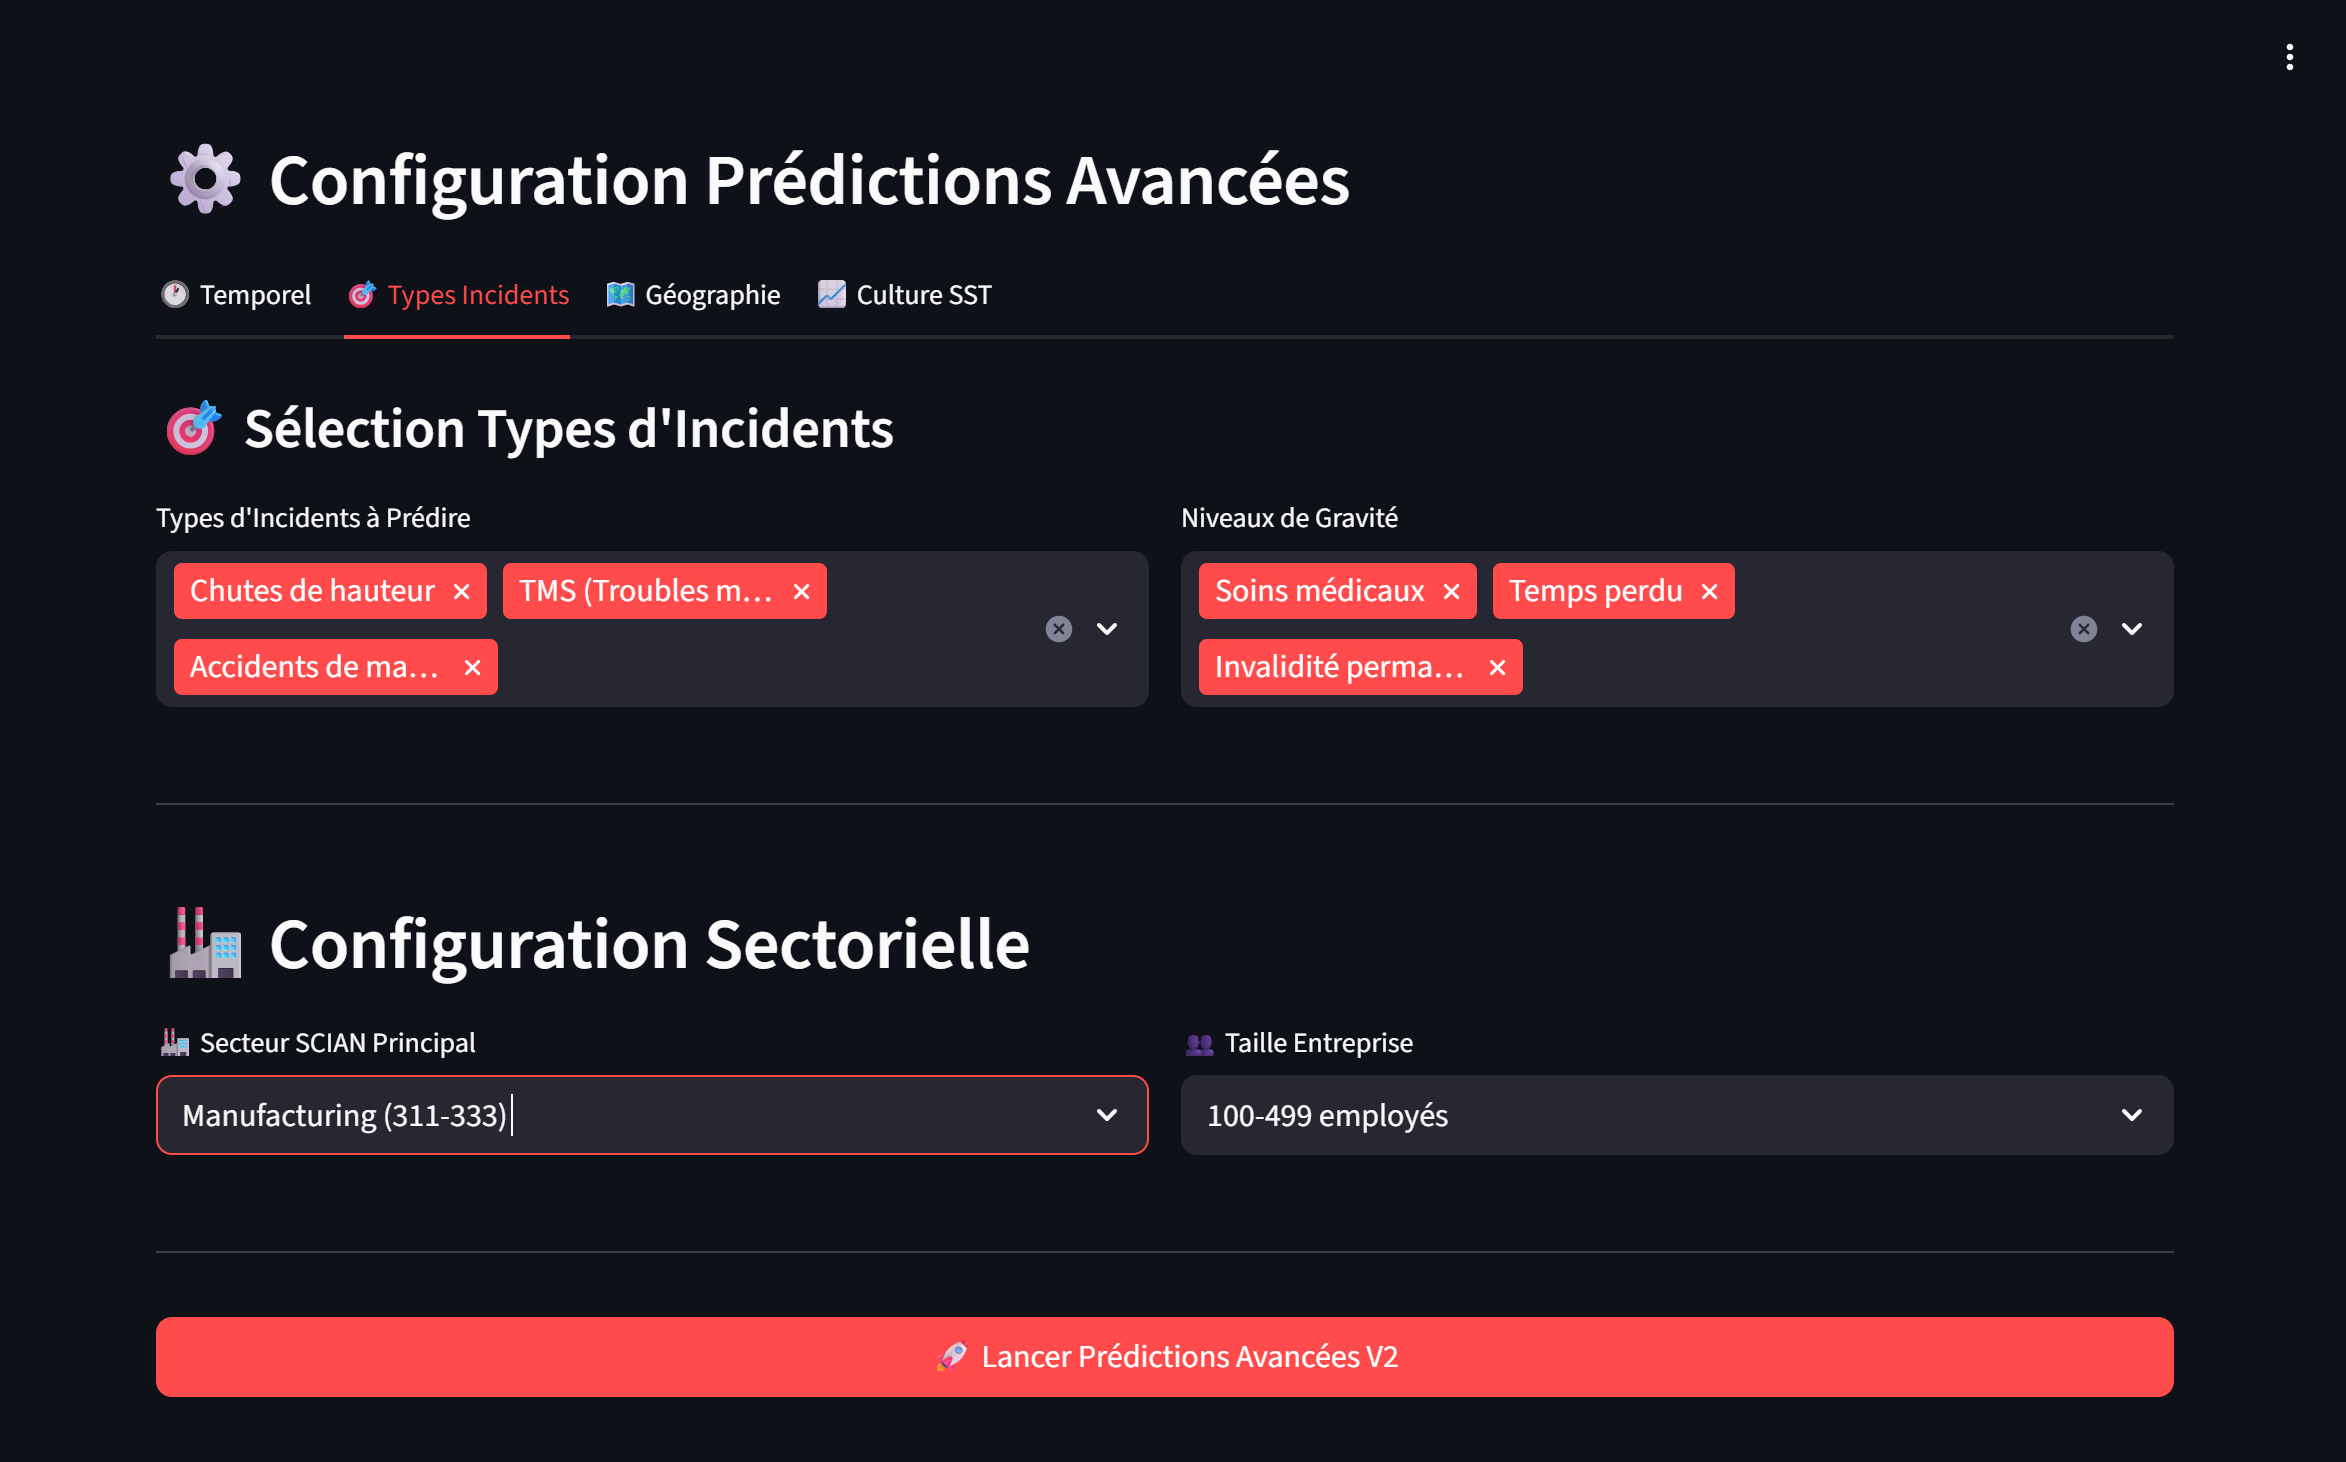 Configuration Prédictions Avancées
Temporel Types Incidents Géographie Culture SST
Sélection Types d'Incidents
Types d'Incidents à Prédire
Chutes de hauteur TMS (Troubles m...
Accidents de ma...
Niveaux de Gravité
Soins médicaux Temps perdu
Invalidité perma...
Configuration Sectorielle
Secteur SCIAN Principal
Manufacturing (311-333)
Taille Entreprise
100-499 employés
Lancer Prédictions Avancées V2